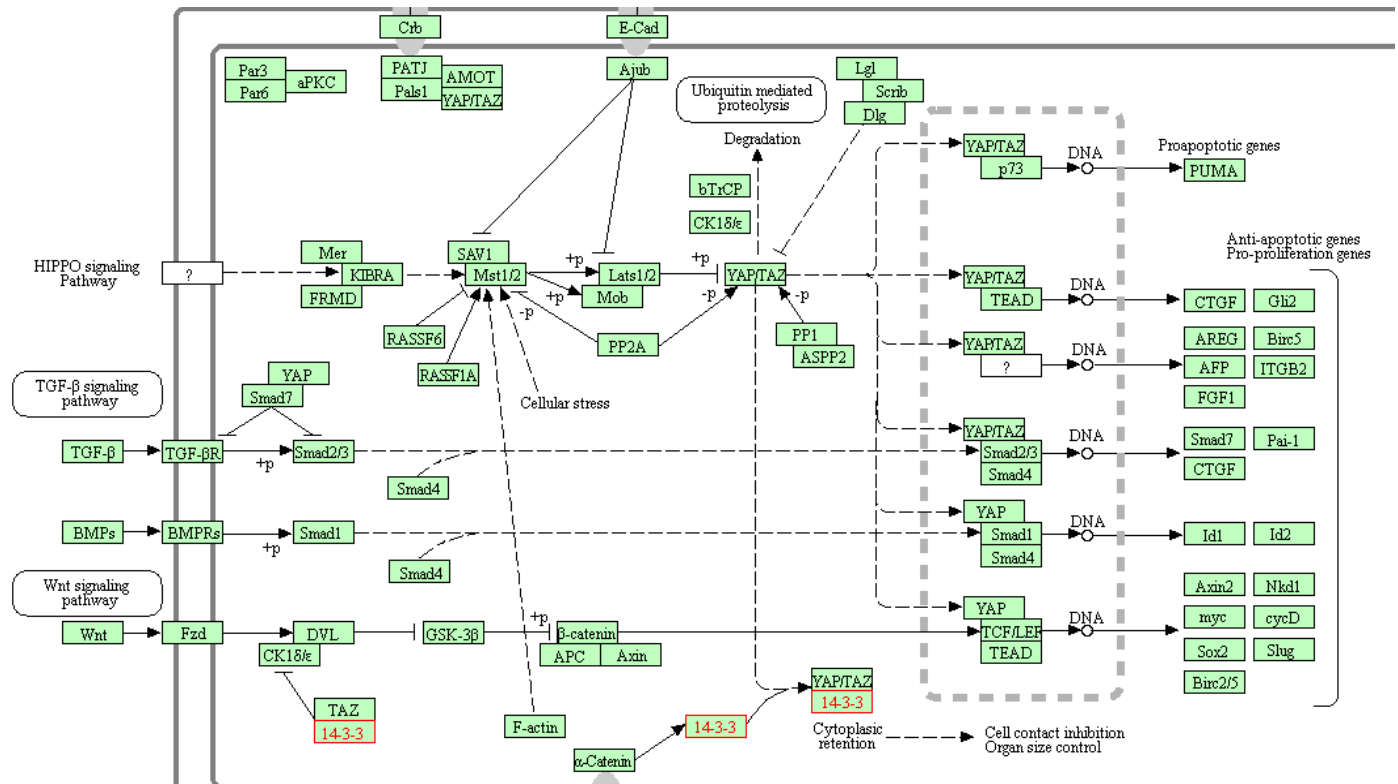 Crb
E-Cad
Par3
Par6
aPKC
PATJ
Pals1
AMOT
YAP/TAZ
Ajub
Ubiquitin mediated
proteolysis
Lgl
Scrib
Dlg
Degradation
bTrCP
CK1δ/ε
YAP/TAZ
p73
DNA
Proapoptotic genes
PUMA
Anti-apoptotic genes
Pro-proliferation genes
HIPPO signaling
Pathway
?
Mer
KIBRA
FRMD
SAV1
Mst1/2
+p
+p
-p
Lats1/2
Mob
+p
-p
YAP/TAZ
-p
RASSF6
RASSF1A
PP2A
PP1
ASPP2
Cellular stress
YAP/TAZ
TEAD
DNA
CTGF
Gli2
YAP/TAZ
?
DNA
AREG
Birc5
AFP
ITGB2
FGF1
TGF-β signaling
pathway
YAP
Smad7
TGF-β
TGF-βR
+p
Smad2/3
Smad4
YAP/TAZ
Smad2/3
Smad4
DNA
Smad7
Pai-1
CTGF
BMPs
BMPRs
+p
Smad1
Smad4
YAP
Smad1
Smad4
DNA
Id1
Id2
Wnt signaling
pathway
Wnt
Fzd
DVL
CK1δ/ε
GSK-3β
+p
β-catenin
APC
Axin
YAP
TCF/LEF
TEAD
DNA
Axin2
Nkd1
myc
cycD
Sox2
Slug
Birc2/5
TAZ
14-3-3
F-actin
α-Catenin
14-3-3
YAP/TAZ
14-3-3
Cytoplasic
retention
Cell contact inhibition
Organ size control